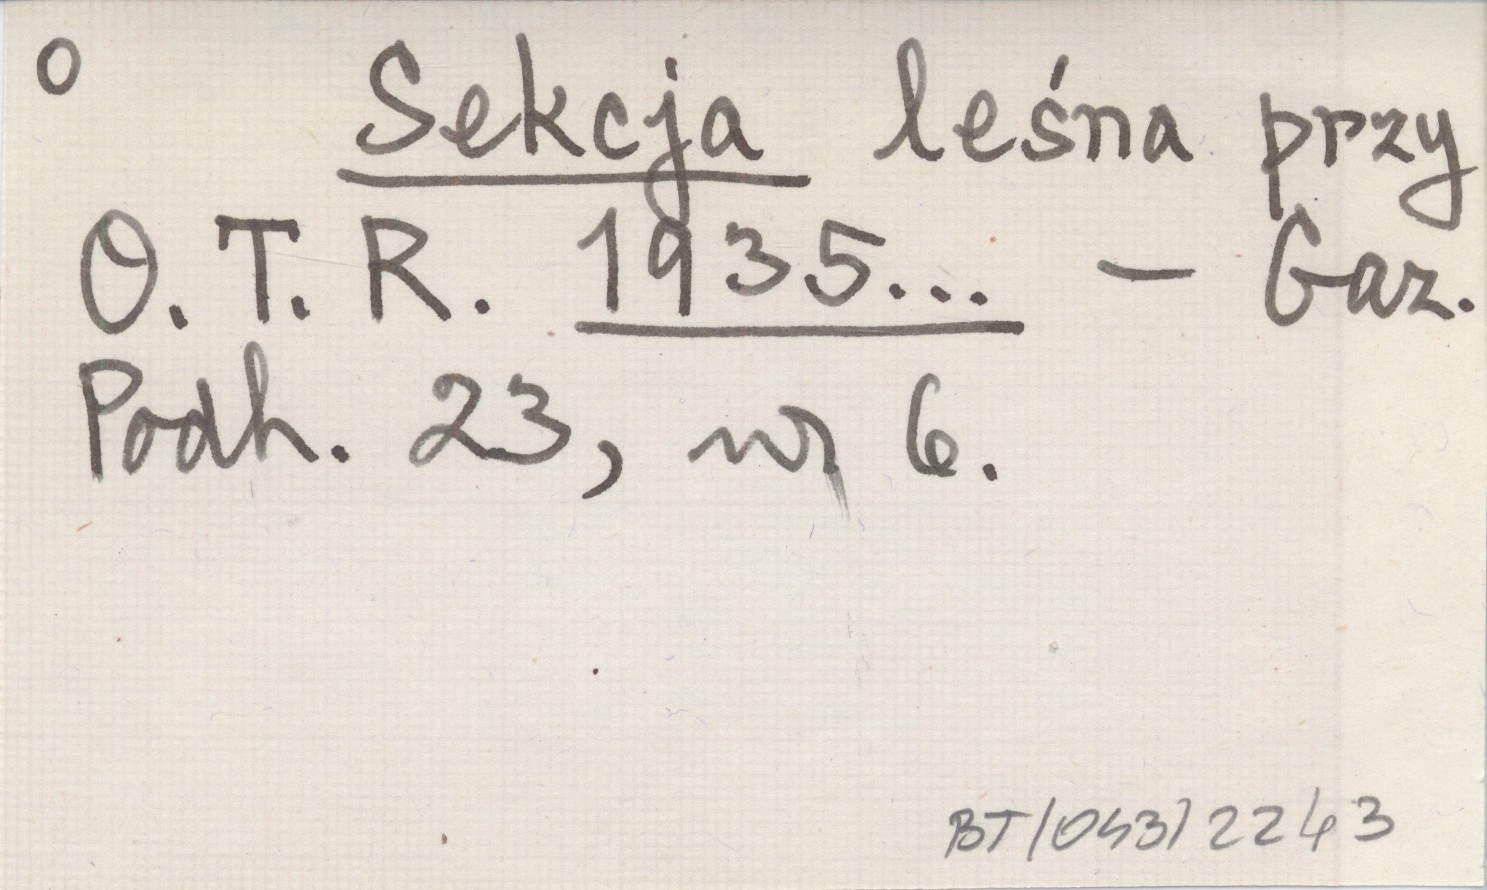 o
Sekcja leśna przy
O. T. R. 1935... — Gaz.
Podh. 23, nr 6.
BT/043/2243